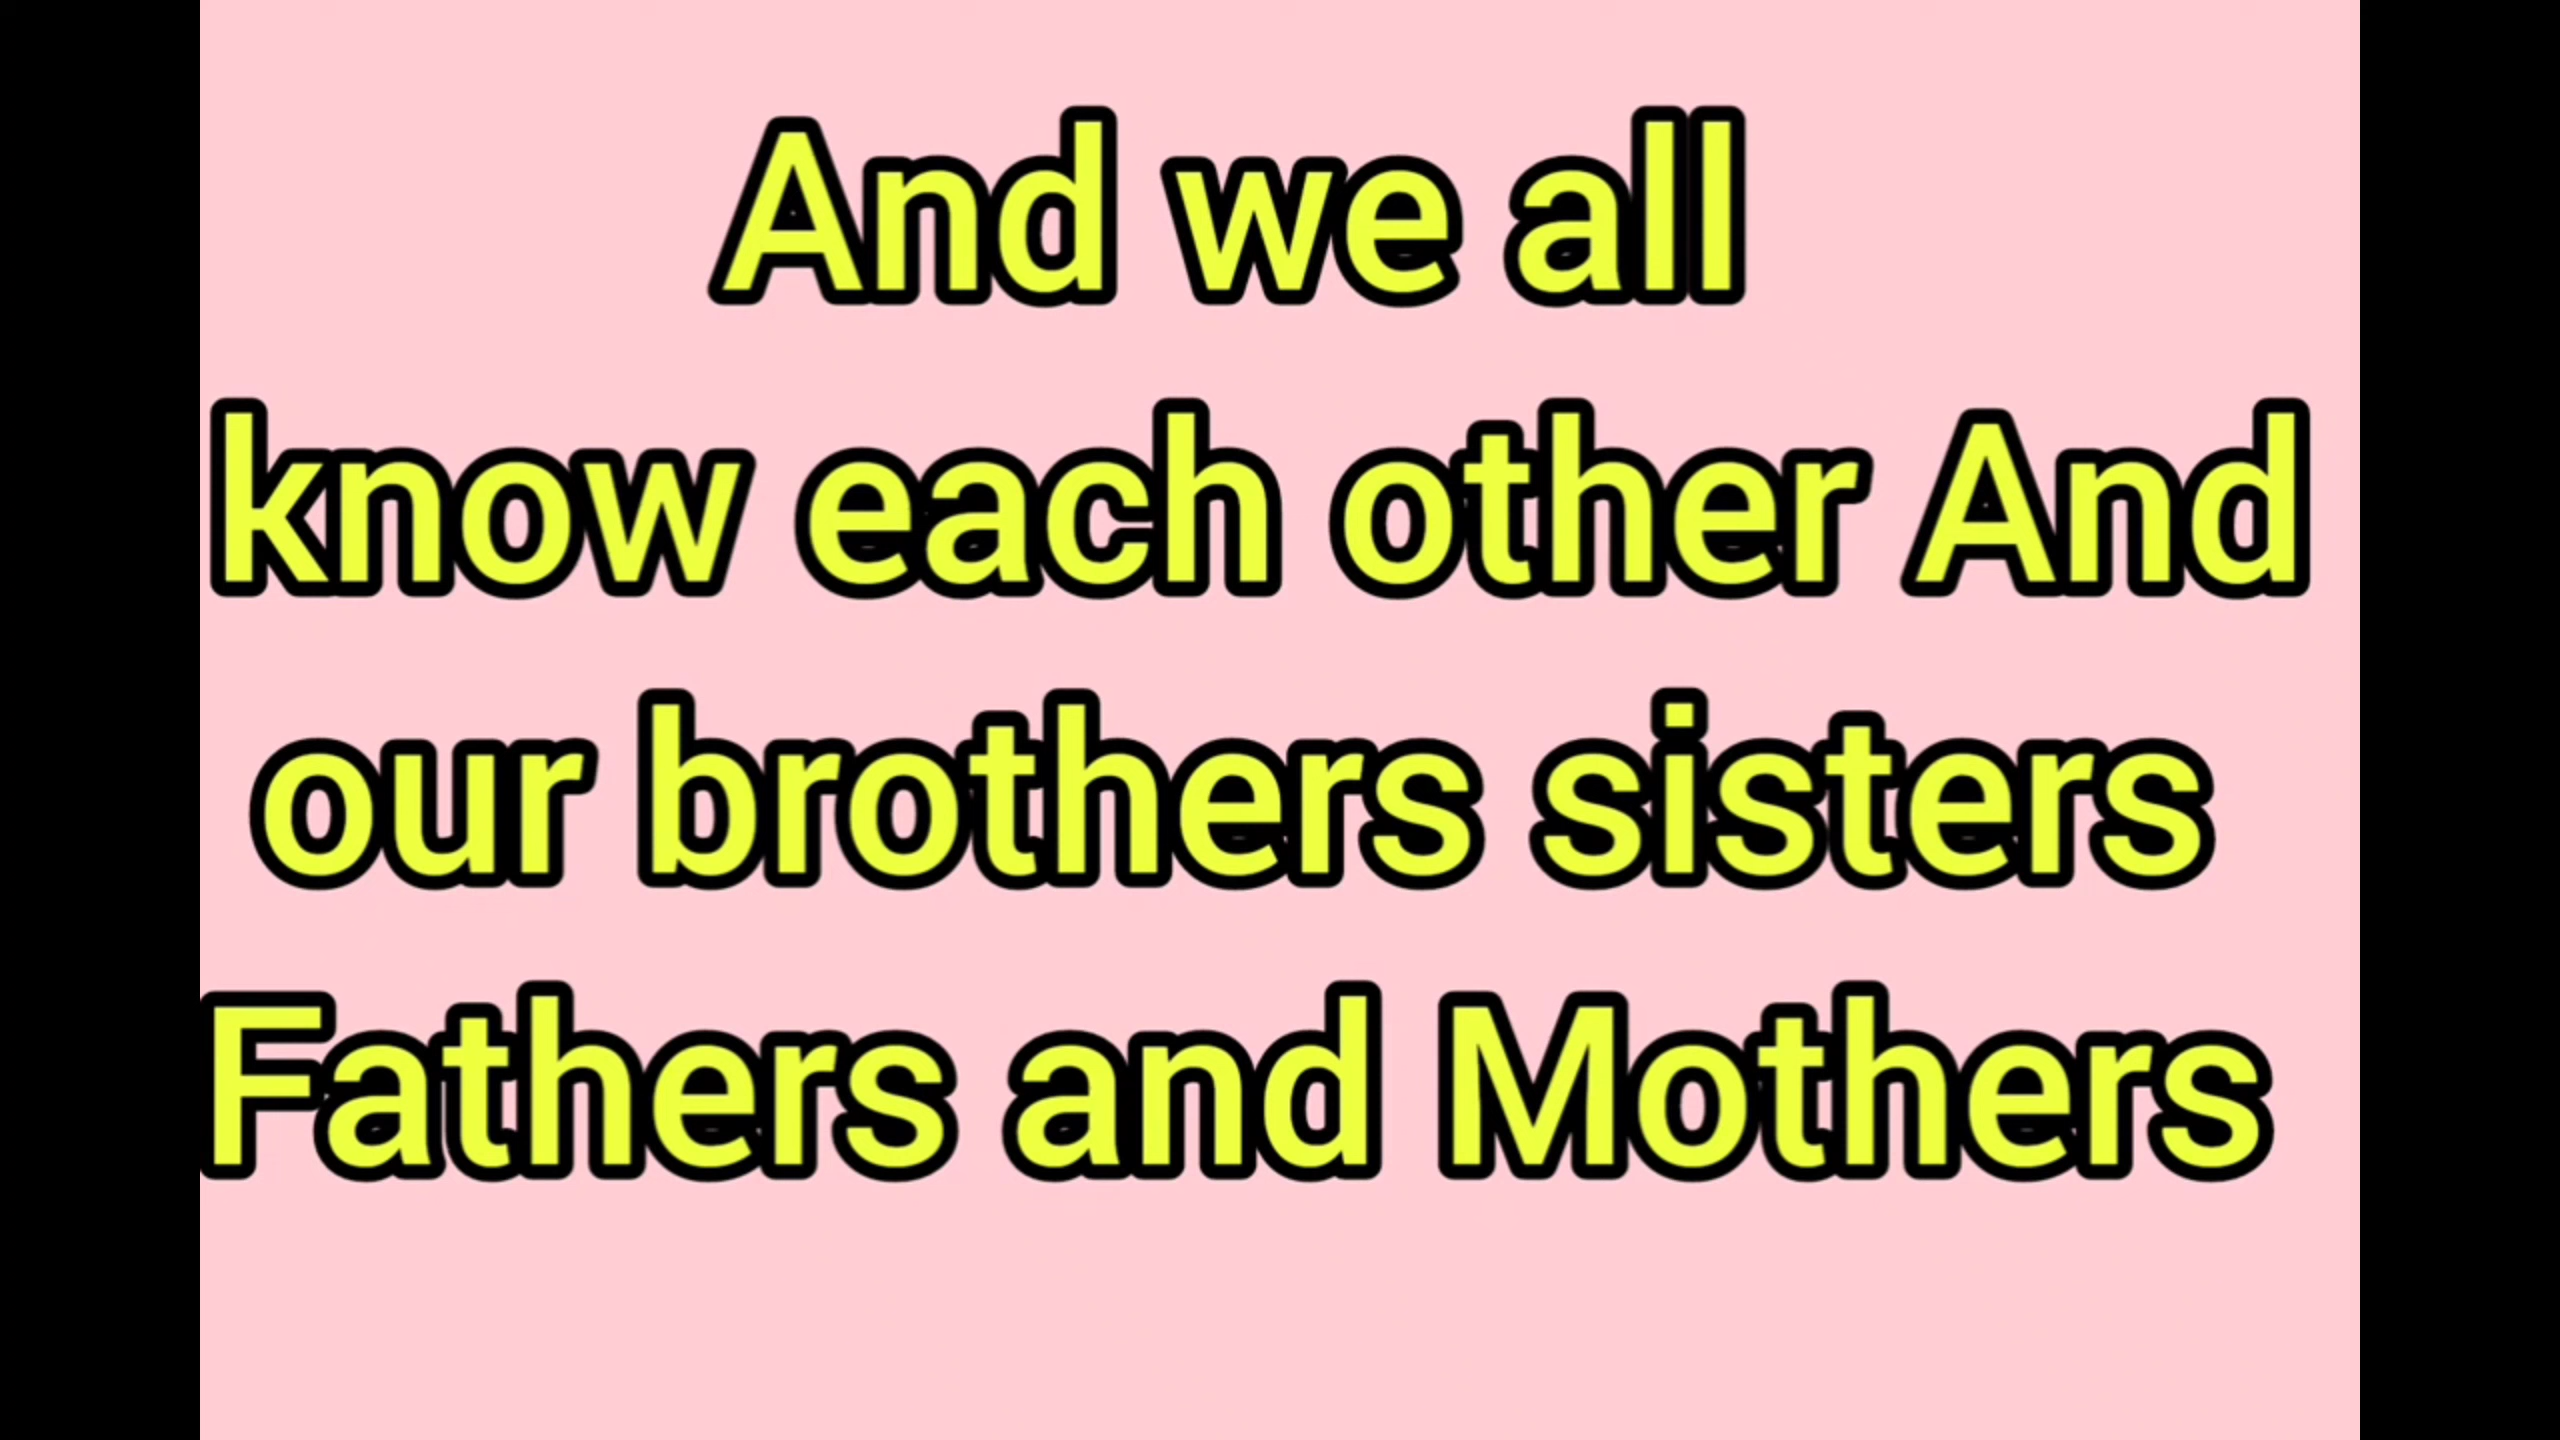 And we all
know each other And
our brothers sisters
Fathers and Mothers